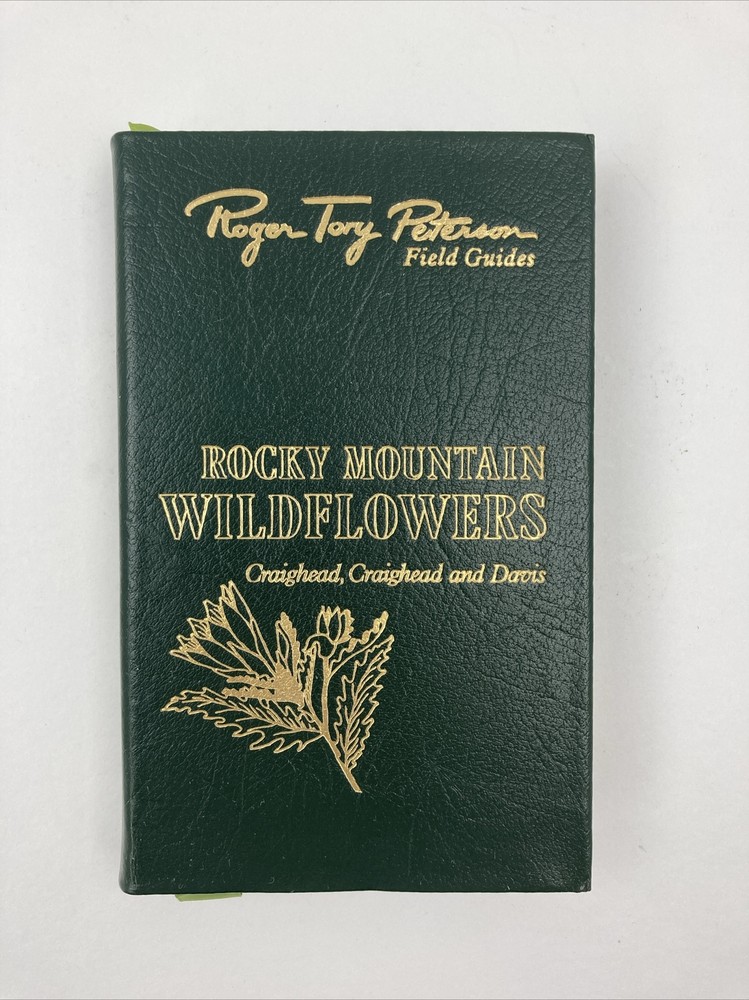 Roger Tory Peterson
Field Guides
ROCKY MOUNTAIN
WILDFLOWERS
Craighead, Craighead and Davis